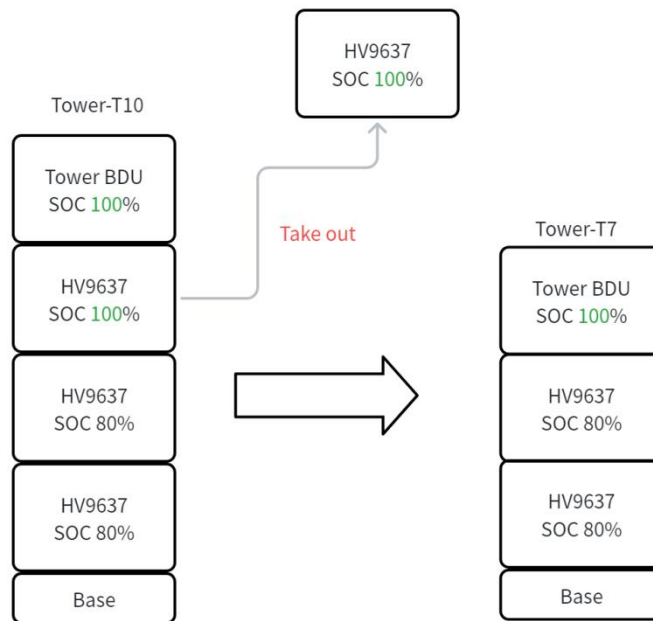 HV9637
SOC 100%
Tower-T10
Tower BDU
SOC 100%
HV9637
SOC 100%
HV9637
SOC 80%
HV9637
SOC 80%
Base
Take out
Tower-T7
Tower BDU
SOC 100%
HV9637
SOC 80%
HV9637
SOC 80%
Base